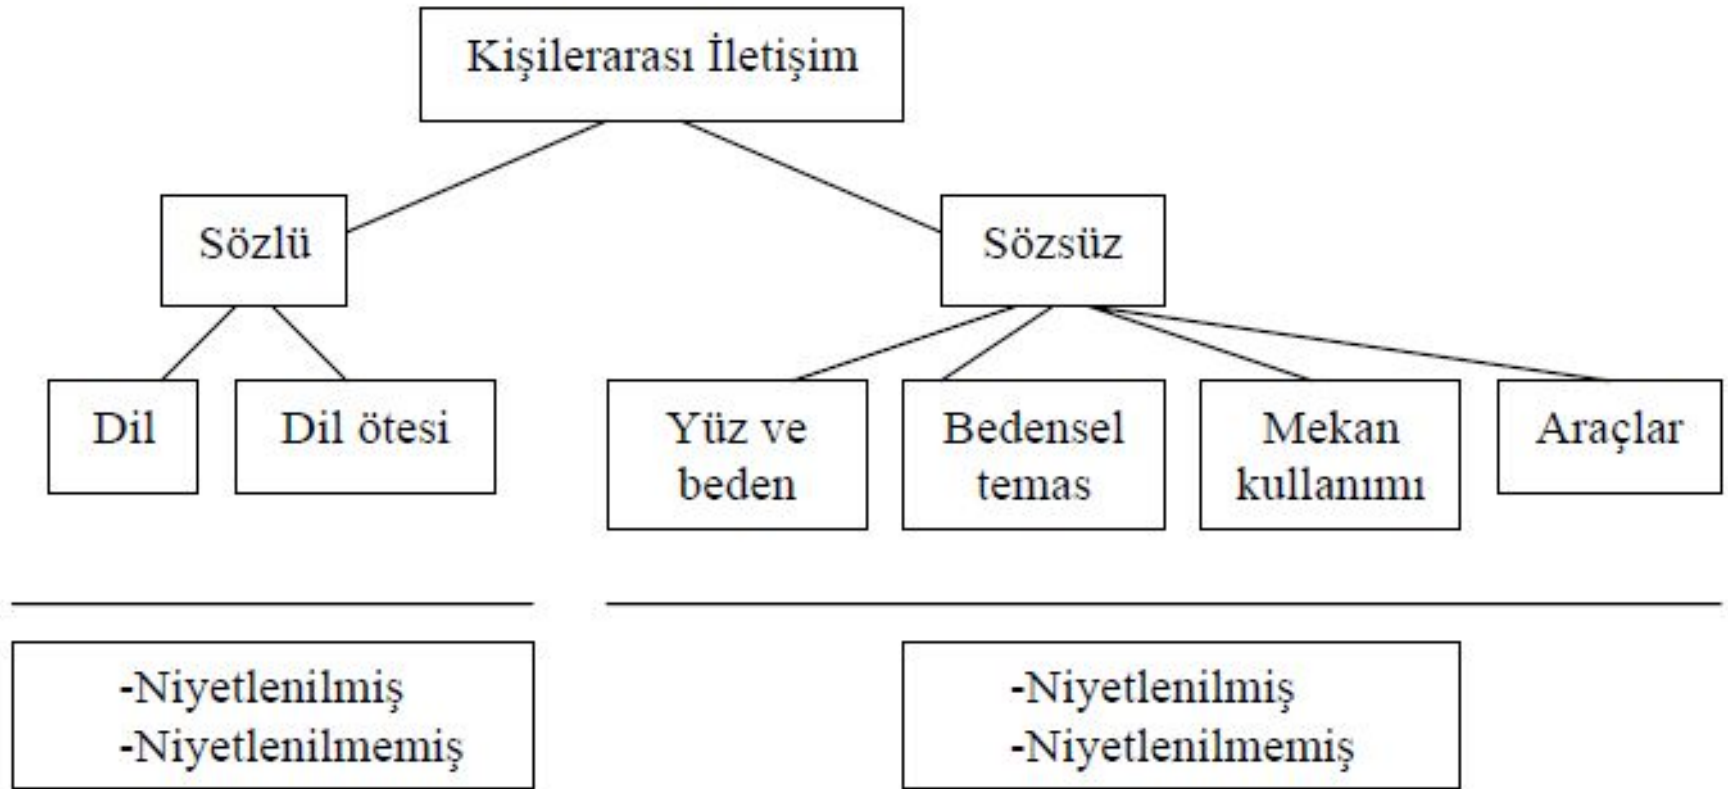 Kişilerarası İletişim
Sözlü
Sözsüz
Dil
Dil ötesi
Yüz ve
beden
Bedensel
temas
Mekan
kullanımı
Araçlar
-Niyetlenilmiş
-Niyetlenilmemiş
-Niyetlenilmiş
-Niyetlenilmemiş